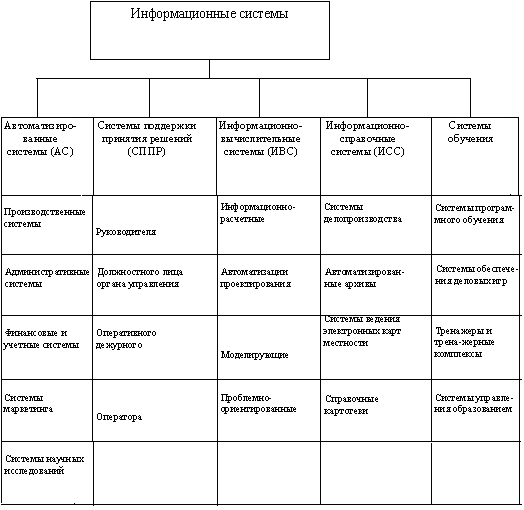 Информационные системы
Автоматизиро-
ванные
системы (АС)
Системы поддержки
принятия решений
(СППР)
Информационно-
вычислительные
системы (ИВС)
Информационно-
справочные
системы (ИСС)
Системы
обучения
Производственные
системы
Руководителя
Информационно-
расчетные
Системы
делопроизводства
Системы програм-
много обучения
Административные
системы
Должностного лица
органа управления
Автоматизации
проектирования
Автоматизирован-
ные архивы
Системы обеспече-
ния деловых игр
Финансовые и
учетные системы
Оперативного
дежурного
Моделирующие
Системы ведения
электронных карт
местности
Тренажеры и
трена-жерные
комплексы
Системы
маркетинга
Оператора
Проблемно-
ориентированные
Справочные
картотеки
Системы управле-
ния образованием
Системы научных
исследований